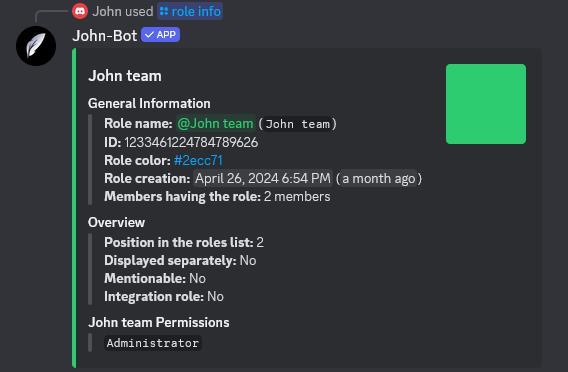 John used role info
John-Bot ✓ APP
John team
General Information
Role name: @John team (John team)
ID: 1233461224784789626
Role color: #2ecc71
Role creation: April 26, 2024 6:54 PM (a month ago)
Members having the role: 2 members
Overview
Position in the roles list: 2
Displayed separately: No
Mentionable: No
Integration role: No
John team Permissions
Administrator